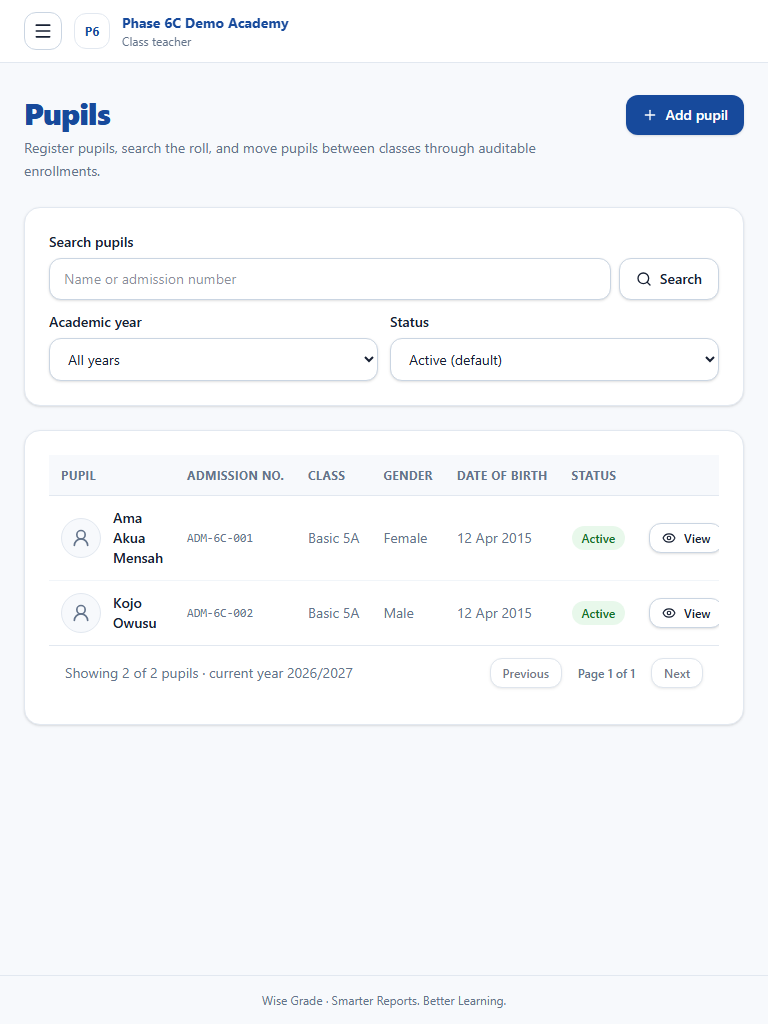 P6
Phase 6C Demo Academy
Class teacher
Pupils
Add pupil
Register pupils, search the roll, and move pupils between classes through auditable
enrollments.
Search pupils
Name or admission number
Search
Academic year
Status
All years
Active (default)
PUPIL ADMISSION NO. CLASS GENDER DATE OF BIRTH STATUS
Ama
Akua
Mensah
ADM-6C-001 Basic 5A Female 12 Apr 2015 Active View
Kojo
Owusu
ADM-6C-002 Basic 5A Male 12 Apr 2015 Active View
Showing 2 of 2 pupils · current year 2026/2027
Previous Page 1 of 1 Next
Wise Grade · Smarter Reports. Better Learning.